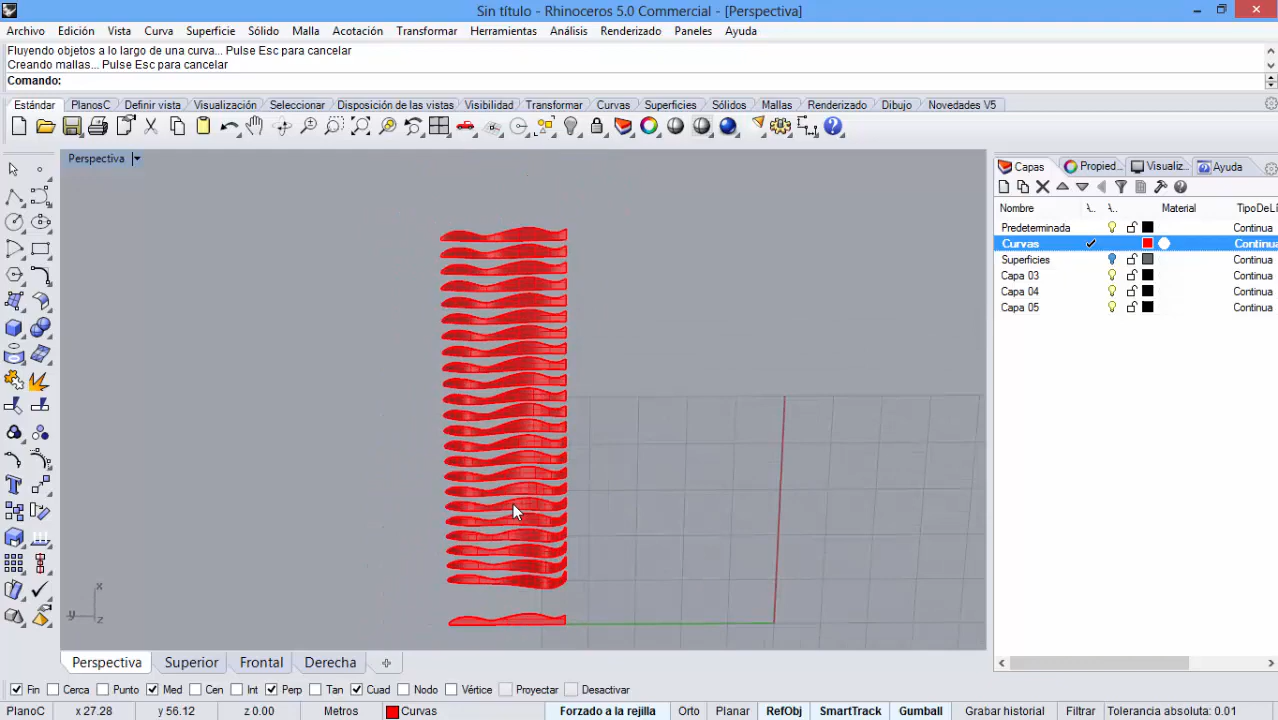 Sin título - Rhinoceros 5.0 Commercial - [Perspectiva]
Archivo Edición Vista Curva Superficie Sólido Malla Acotación Transformar Herramientas Análisis Renderizado Paneles Ayuda
Fluyendo objetos a lo largo de una curva... Pulse Esc para cancelar
Creando mallas... Pulse Esc para cancelar
Comando:
Estándar PlanosC Definir vista Visualización Seleccionar Disposición de las vistas Visibilidad Transformar Curvas Superficies Sólidos Mallas Renderizado Dibujo Novedades V5
Perspectiva
Capas Propied... Visualiz... Ayuda
Nombre Material TipoDeL
Predeterminada Continua
Curvas Continua
Superficies Continua
Capa 03 Continua
Capa 04 Continua
Capa 05 Continua
x
y z
Perspectiva Superior Frontal Derecha
Fin Cerca Punto Med Cen Int Perp Tan Cuad Nodo Vértice Proyectar Desactivar
PlanoC x 27.28 y 56.12 z 0.00 Metros Curvas Forzado a la rejilla Orto Planar RefObj SmartTrack Gumball Grabar historial Filtrar Tolerancia absoluta: 0.01